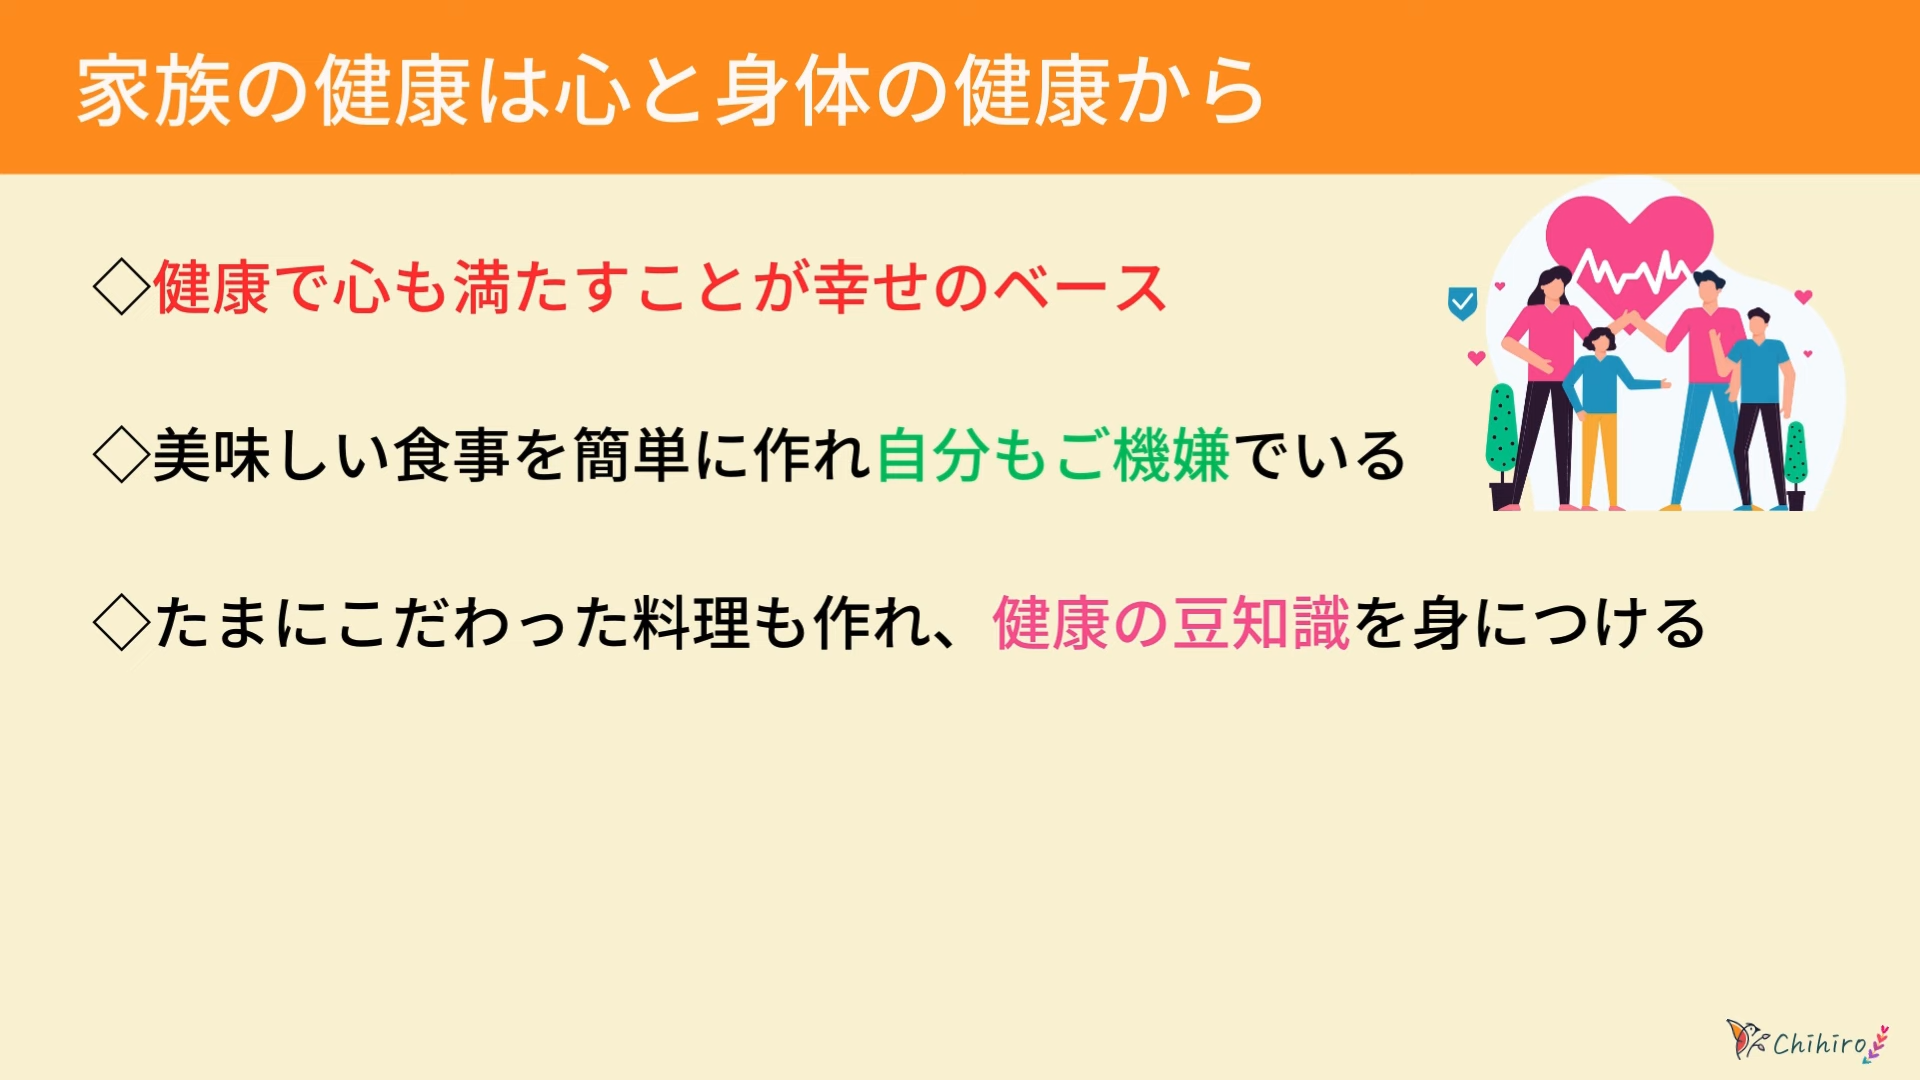 家族の健康は心と身体の健康から
◇健康で心も満たすことが幸せのベース
◇美味しい食事を簡単に作れ自分もご機嫌でいる
◇たまにこだわった料理も作れ、健康の豆知識を身につける
Chihiro